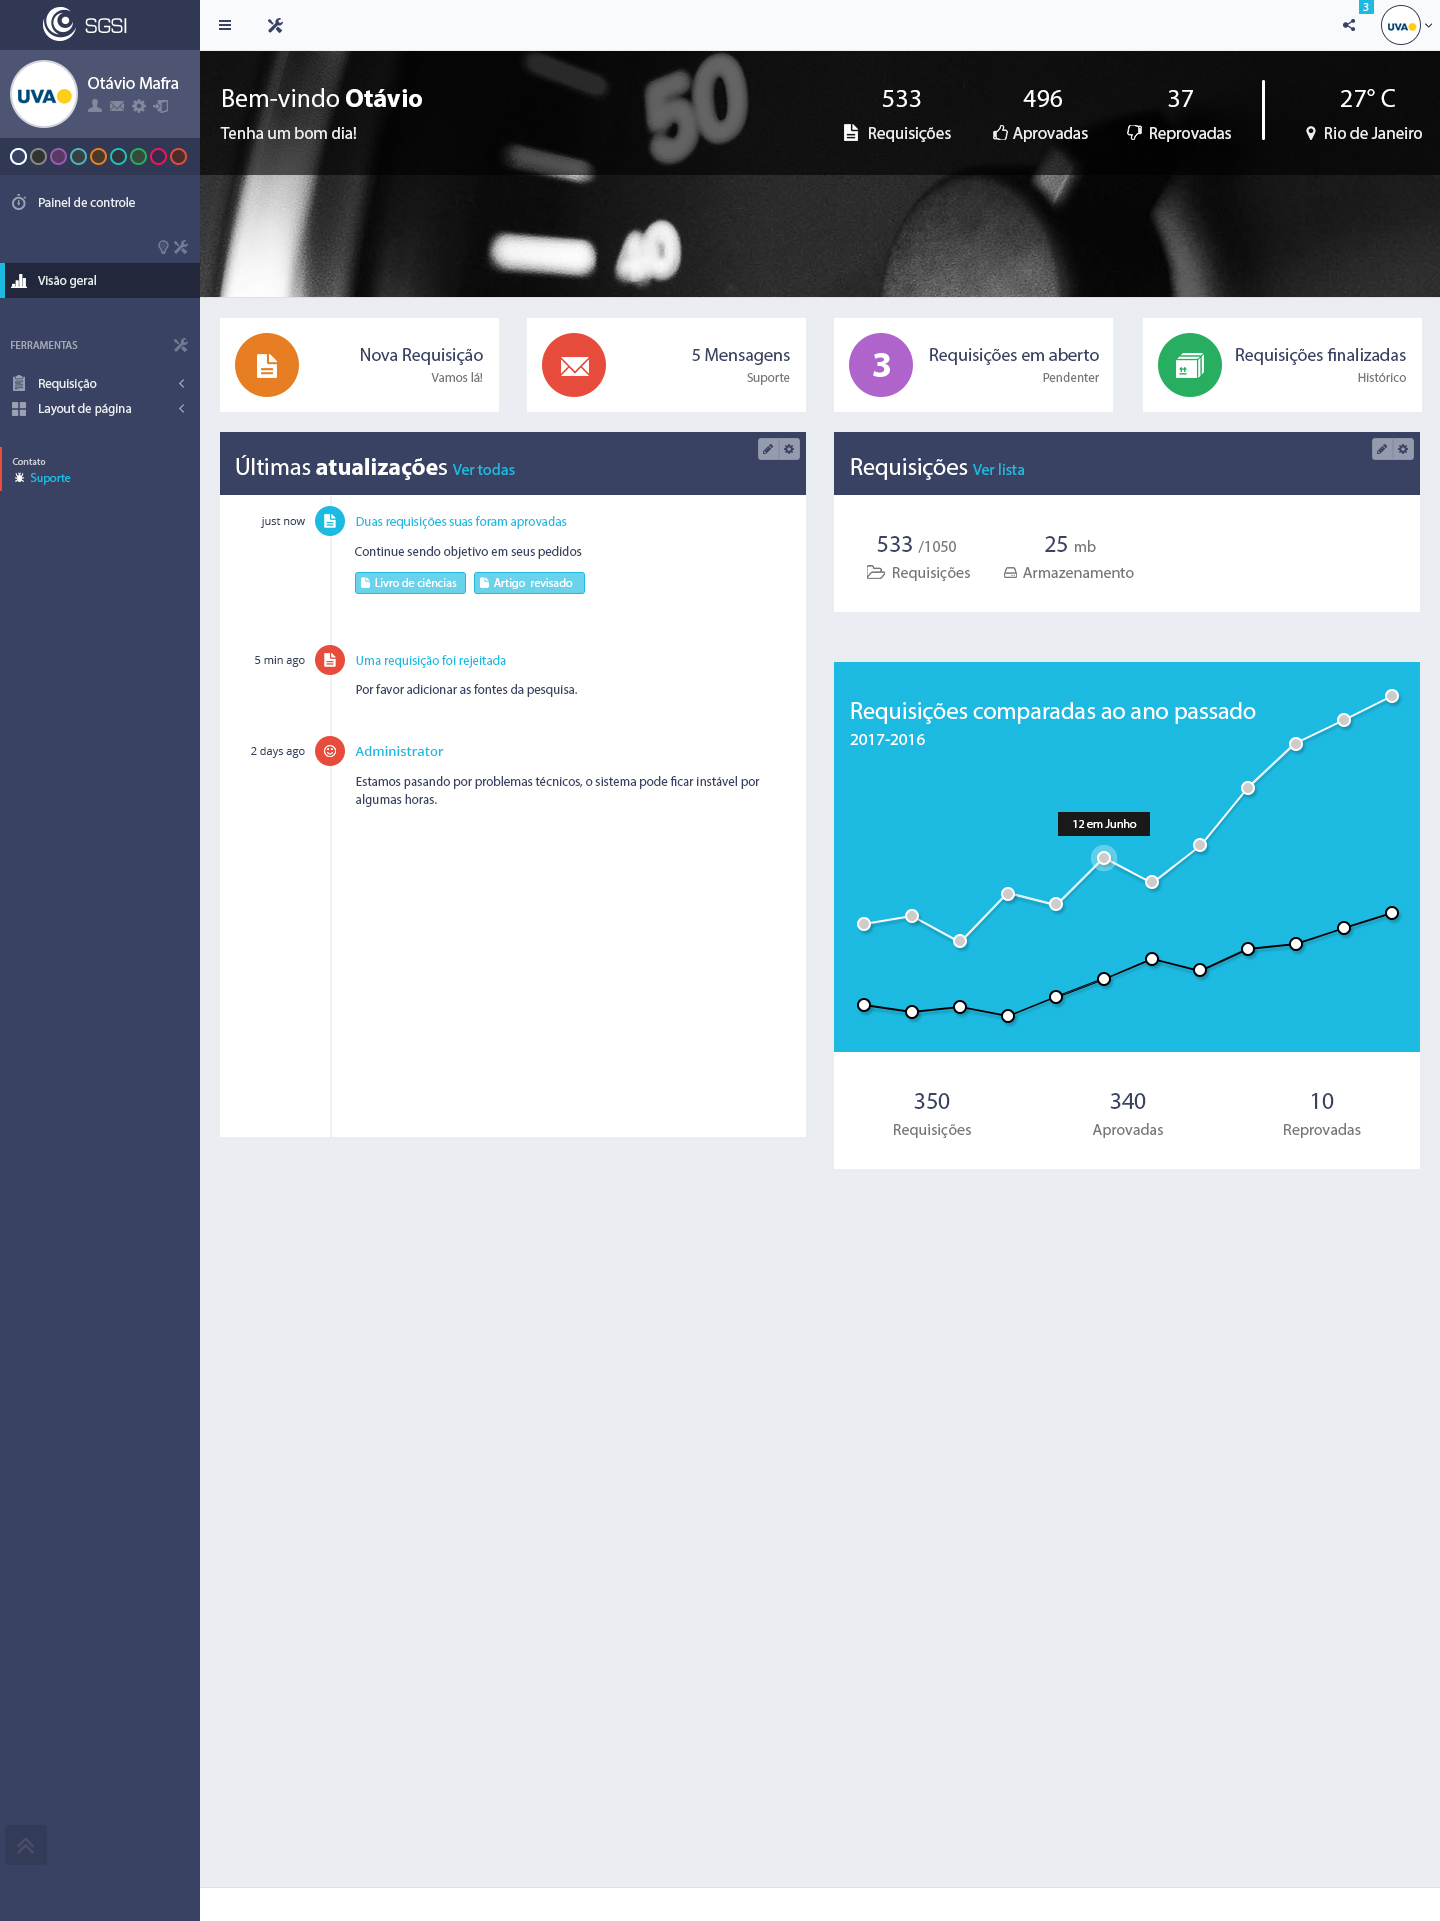 SGSI
3
UVA
UVA
Otávio Mafra
Painel de controle
Visão geral
FERRAMENTAS
Requisição
Layout de página
Contato
Suporte
50
40
Bem-vindo Otávio
Tenha um bom dia!
533
Requisições
496
Aprovadas
37
Reprovadas
27° C
Rio de Janeiro
Nova Requisição
Vamos lá!
5 Mensagens
Suporte
3
Requisições em aberto
Pendenter
Requisições finalizadas
Histórico
Últimas atualizações Ver todas
just now
Duas requisições suas foram aprovadas
Continue sendo objetivo em seus pedidos
Livro de ciências
Artigo revisado
5 min ago
Uma requisição foi rejeitada
Por favor adicionar as fontes da pesquisa.
2 days ago
Administrator
Estamos pasando por problemas técnicos, o sistema pode ficar instável por
algumas horas.
Requisições Ver lista
533 /1050
Requisições
25 mb
Armazenamento
Requisições comparadas ao ano passado
2017-2016
12 em Junho
350
Requisições
340
Aprovadas
10
Reprovadas